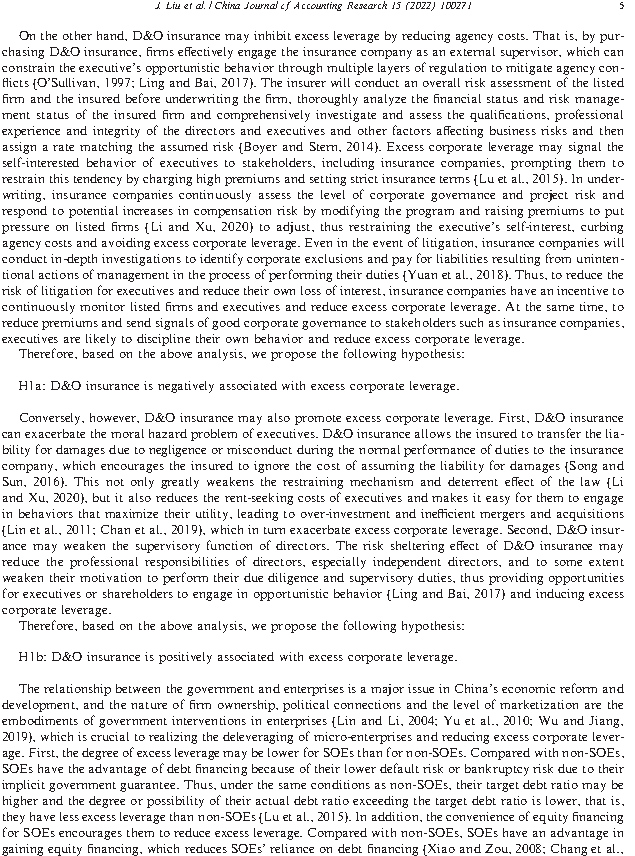 J. Liu et al. / China Journal of Accounting Research 15 (2022) 100271 5
On the other hand, D&O insurance may inhibit excess leverage by reducing agency costs. That is, by pur-
chasing D&O insurance, firms effectively engage the insurance company as an external supervisor, which can
constrain the executive's opportunistic behavior through multiple layers of regulation to mitigate agency con-
flicts (O'Sullivan, 1997; Ling and Bai, 2017). The insurer will conduct an overall risk assessment of the listed
firm and the insured before underwriting the firm, thoroughly analyze the financial status and risk manage-
ment status of the insured firm and comprehensively investigate and assess the qualifications, professional
experience and integrity of the directors and executives and other factors affecting business risks and then
assign a rate matching the assumed risk (Boyer and Stern, 2014). Excess corporate leverage may signal the
self-interested behavior of executives to stakeholders, including insurance companies, prompting them to
restrain this tendency by charging high premiums and setting strict insurance terms (Lu et al., 2015). In under-
writing, insurance companies continuously assess the level of corporate governance and project risk and
respond to potential increases in compensation risk by modifying the program and raising premiums to put
pressure on listed firms (Li and Xu, 2020) to adjust, thus restraining the executive's self-interest, curbing
agency costs and avoiding excess corporate leverage. Even in the event of litigation, insurance companies will
conduct in-depth investigations to identify corporate exclusions and pay for liabilities resulting from uninten-
tional actions of management in the process of performing their duties (Yuan et al., 2018). Thus, to reduce the
risk of litigation for executives and reduce their own loss of interest, insurance companies have an incentive to
continuously monitor listed firms and executives and reduce excess corporate leverage. At the same time, to
reduce premiums and send signals of good corporate governance to stakeholders such as insurance companies,
executives are likely to discipline their own behavior and reduce excess corporate leverage.
Therefore, based on the above analysis, we propose the following hypothesis:
H1a: D&O insurance is negatively associated with excess corporate leverage.
Conversely, however, D&O insurance may also promote excess corporate leverage. First, D&O insurance
can exacerbate the moral hazard problem of executives. D&O insurance allows the insured to transfer the lia-
bility for damages due to negligence or misconduct during the normal performance of duties to the insurance
company, which encourages the insured to ignore the cost of assuming the liability for damages (Song and
Sun, 2016). This not only greatly weakens the restraining mechanism and deterrent effect of the law (Li
and Xu, 2020), but it also reduces the rent-seeking costs of executives and makes it easy for them to engage
in behaviors that maximize their utility, leading to over-investment and inefficient mergers and acquisitions
(Lin et al., 2011; Chan et al., 2019), which in turn exacerbate excess corporate leverage. Second, D&O insur-
ance may weaken the supervisory function of directors. The risk sheltering effect of D&O insurance may
reduce the professional responsibilities of directors, especially independent directors, and to some extent
weaken their motivation to perform their due diligence and supervisory duties, thus providing opportunities
for executives or shareholders to engage in opportunistic behavior (Ling and Bai, 2017) and inducing excess
corporate leverage.
Therefore, based on the above analysis, we propose the following hypothesis:
H1b: D&O insurance is positively associated with excess corporate leverage.
The relationship between the government and enterprises is a major issue in China's economic reform and
development, and the nature of firm ownership, political connections and the level of marketization are the
embodiments of government interventions in enterprises (Lin and Li, 2004; Yu et al., 2010; Wu and Jiang,
2019), which is crucial to realizing the deleveraging of micro-enterprises and reducing excess corporate lever-
age. First, the degree of excess leverage may be lower for SOEs than for non-SOEs. Compared with non-SOEs,
SOEs have the advantage of debt financing because of their lower default risk or bankruptcy risk due to their
implicit government guarantee. Thus, under the same conditions as non-SOEs, their target debt ratio may be
higher and the degree or possibility of their actual debt ratio exceeding the target debt ratio is lower, that is,
they have less excess leverage than non-SOEs (Lu et al., 2015). In addition, the convenience of equity financing
for SOEs encourages them to reduce excess leverage. Compared with non-SOEs, SOEs have an advantage in
gaining equity financing, which reduces SOEs' reliance on debt financing (Xiao and Zou, 2008; Chang et al.,